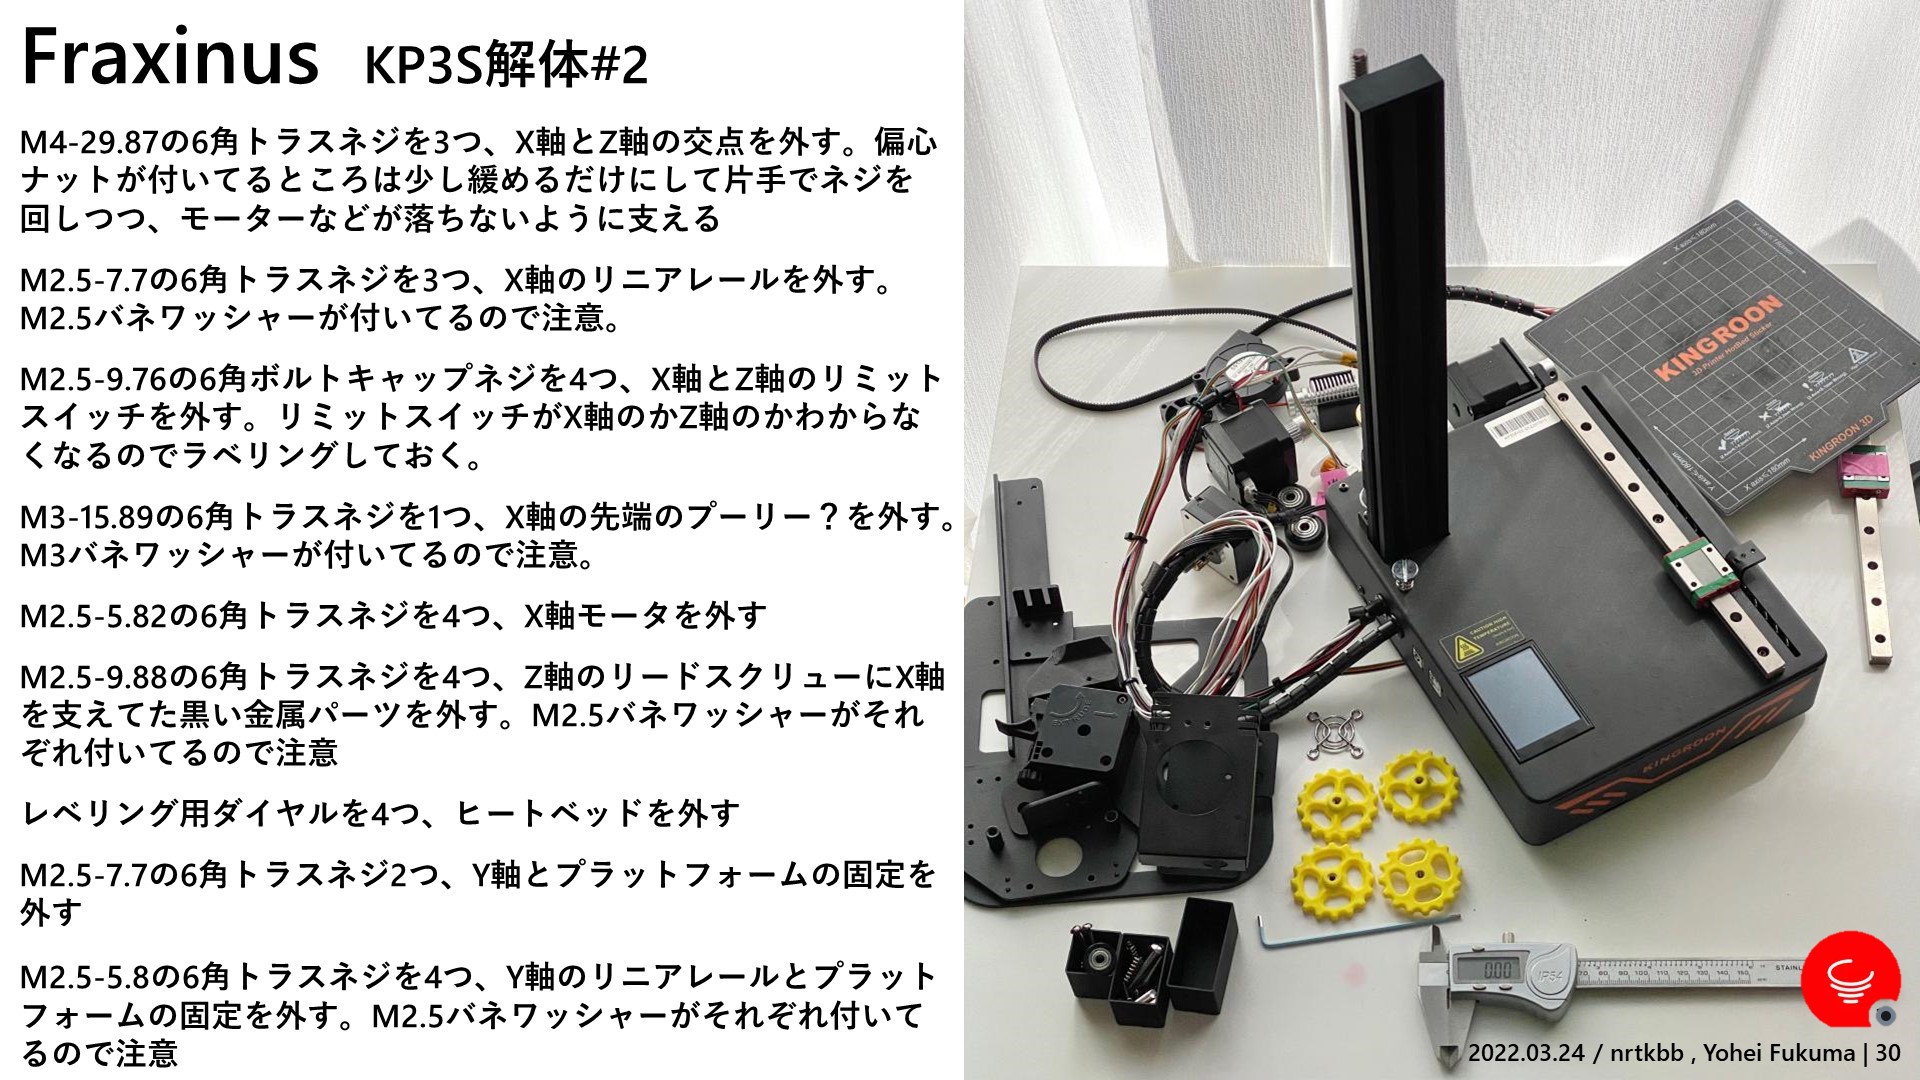 Fraxinus KP3S解体#2
M4-29.87の6角トラスネジを3つ、X軸とZ軸の交点を外す。偏心
ナットが付いてるところは少し緩めるだけにして片手でネジを
回しつつ、モーターなどが落ちないように支える
M2.5-7.7の6角トラスネジを3つ、X軸のリニアレールを外す。
M2.5バネワッシャーが付いてるので注意。
M2.5-9.76の6角ボルトキャップネジを4つ、X軸とZ軸のリミット
スイッチを外す。リミットスイッチがX軸のかZ軸のかわからな
くなるのでラベリングしておく。
M3-15.89の6角トラスネジを1つ、X軸の先端のプーリー？を外す。
M3バネワッシャーが付いてるので注意。
M2.5-5.82の6角トラスネジを4つ、X軸モータを外す
M2.5-9.88の6角トラスネジを4つ、Z軸のリードスクリューにX軸
を支えてた黒い金属パーツを外す。M2.5バネワッシャーがそれ
ぞれ付いてるので注意
レベリング用ダイヤルを4つ、ヒートベッドを外す
M2.5-7.7の6角トラスネジ2つ、Y軸とプラットフォームの固定を
外す
M2.5-5.8の6角トラスネジを4つ、Y軸のリニアレールとプラット
フォームの固定を外す。M2.5バネワッシャーがそれぞれ付いて
るので注意
KINGROON
3D Printer HotBed Sticker
X axis:180mm
KINGROON 3D
CAUTION HIGH
TEMPERATURE
KINGROON
0.00
IP54
2022.03.24 / nrtkbb , Yohei Fukuma | 30